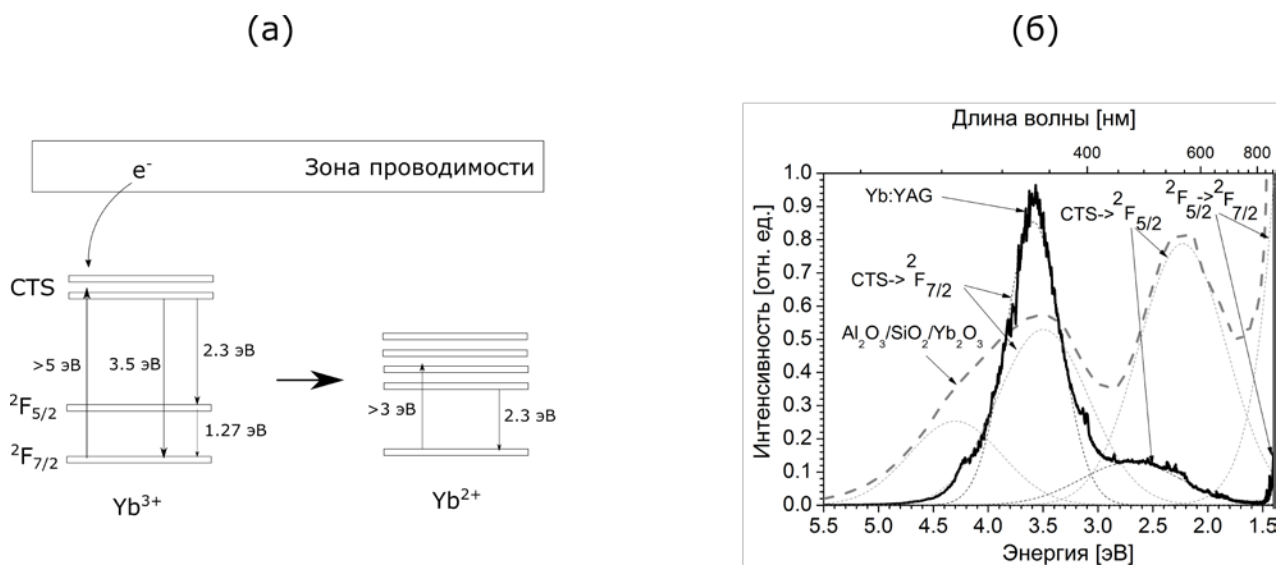 (а)
(б)
Зона проводимости
e⁻
CTS
>5 эВ
3.5 эВ
2.3 эВ
²F₅/₂
1.27 эВ
²F₇/₂
Yb³⁺
>3 эВ
2.3 эВ
Yb²⁺
Длина волны [нм]
400 600 800
Интенсивность [отн. ед.]
1.0
0.9
0.8
0.7
0.6
0.5
0.4
0.3
0.2
0.1
0.0
Yb:YAG
CTS->²F₅/₂
²F₅/₂->²F₇/₂
CTS->²F₇/₂
Al₂O₃/SiO₂/Yb₂O₃
5.5 5.0 4.5 4.0 3.5 3.0 2.5 2.0 1.5
Энергия [эВ]